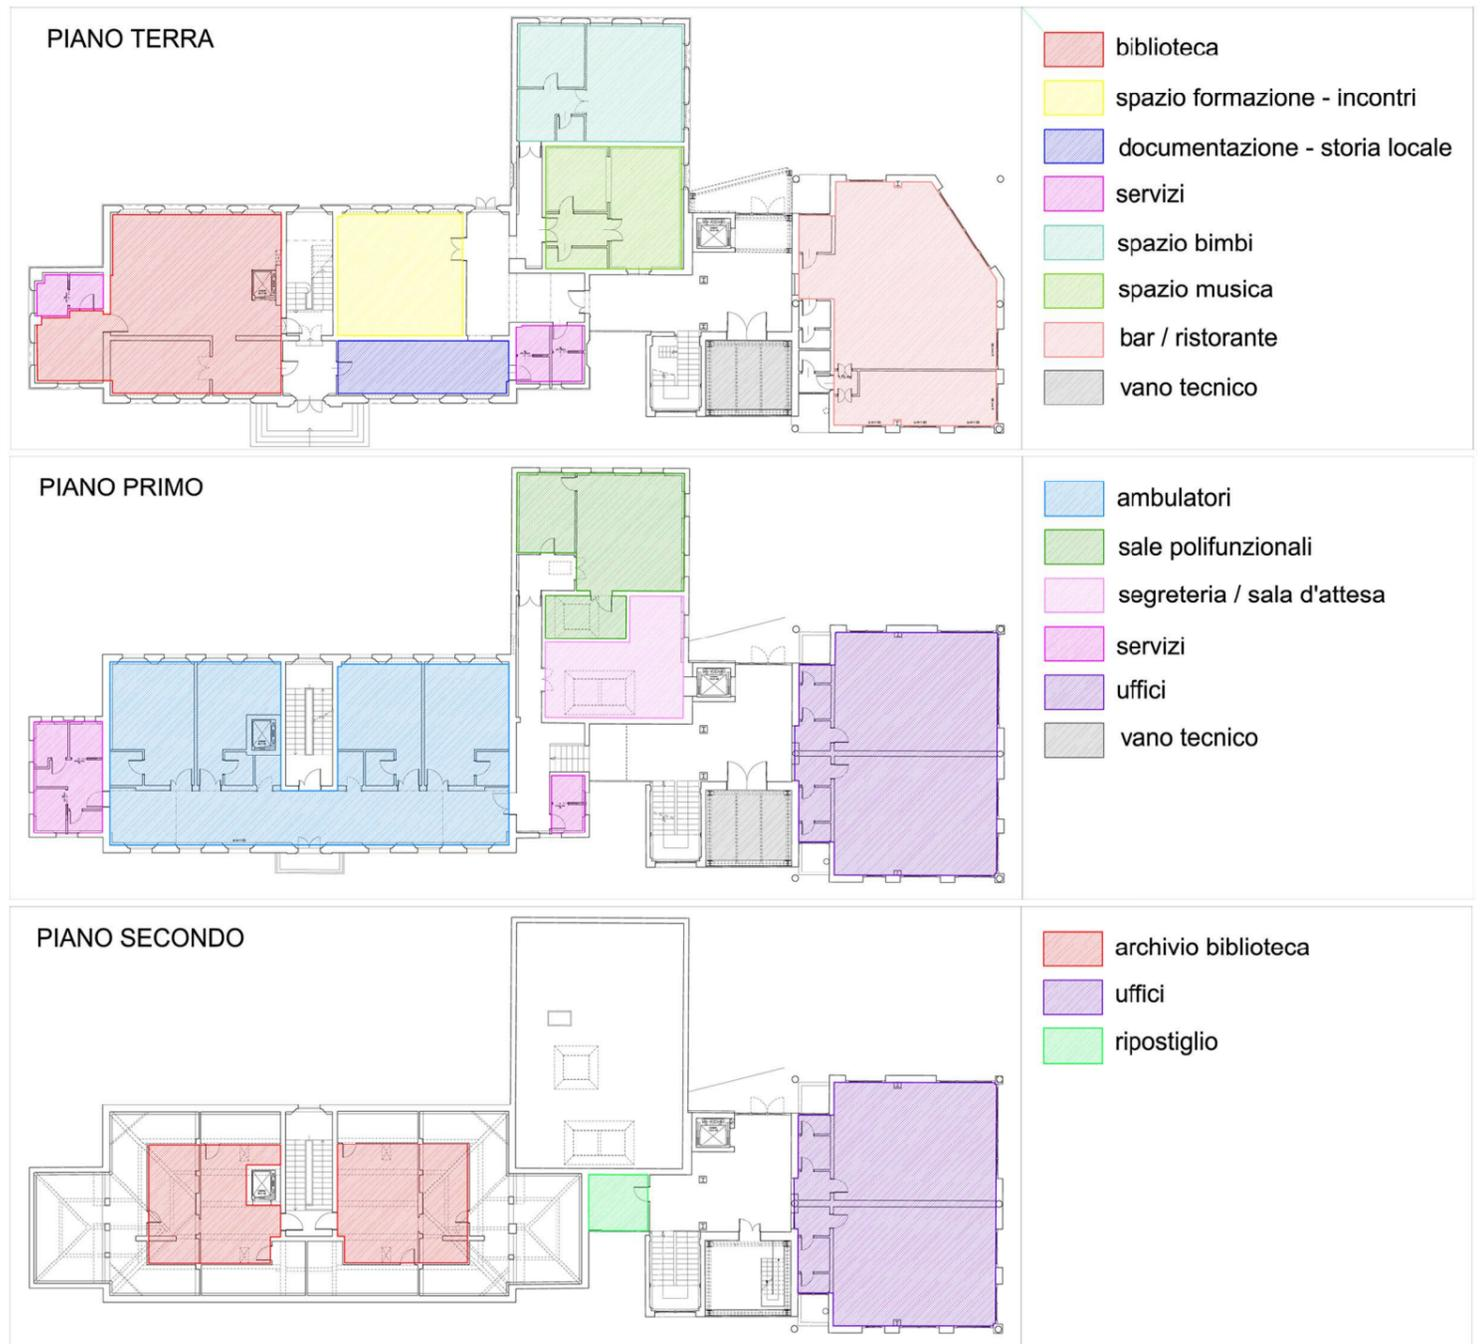 PIANO TERRA
biblioteca
spazio formazione - incontri
documentazione - storia locale
servizi
spazio bimbi
spazio musica
bar / ristorante
vano tecnico
PIANO PRIMO
ambulatori
sale polifunzionali
segreteria / sala d'attesa
servizi
uffici
vano tecnico
PIANO SECONDO
archivio biblioteca
uffici
ripostiglio